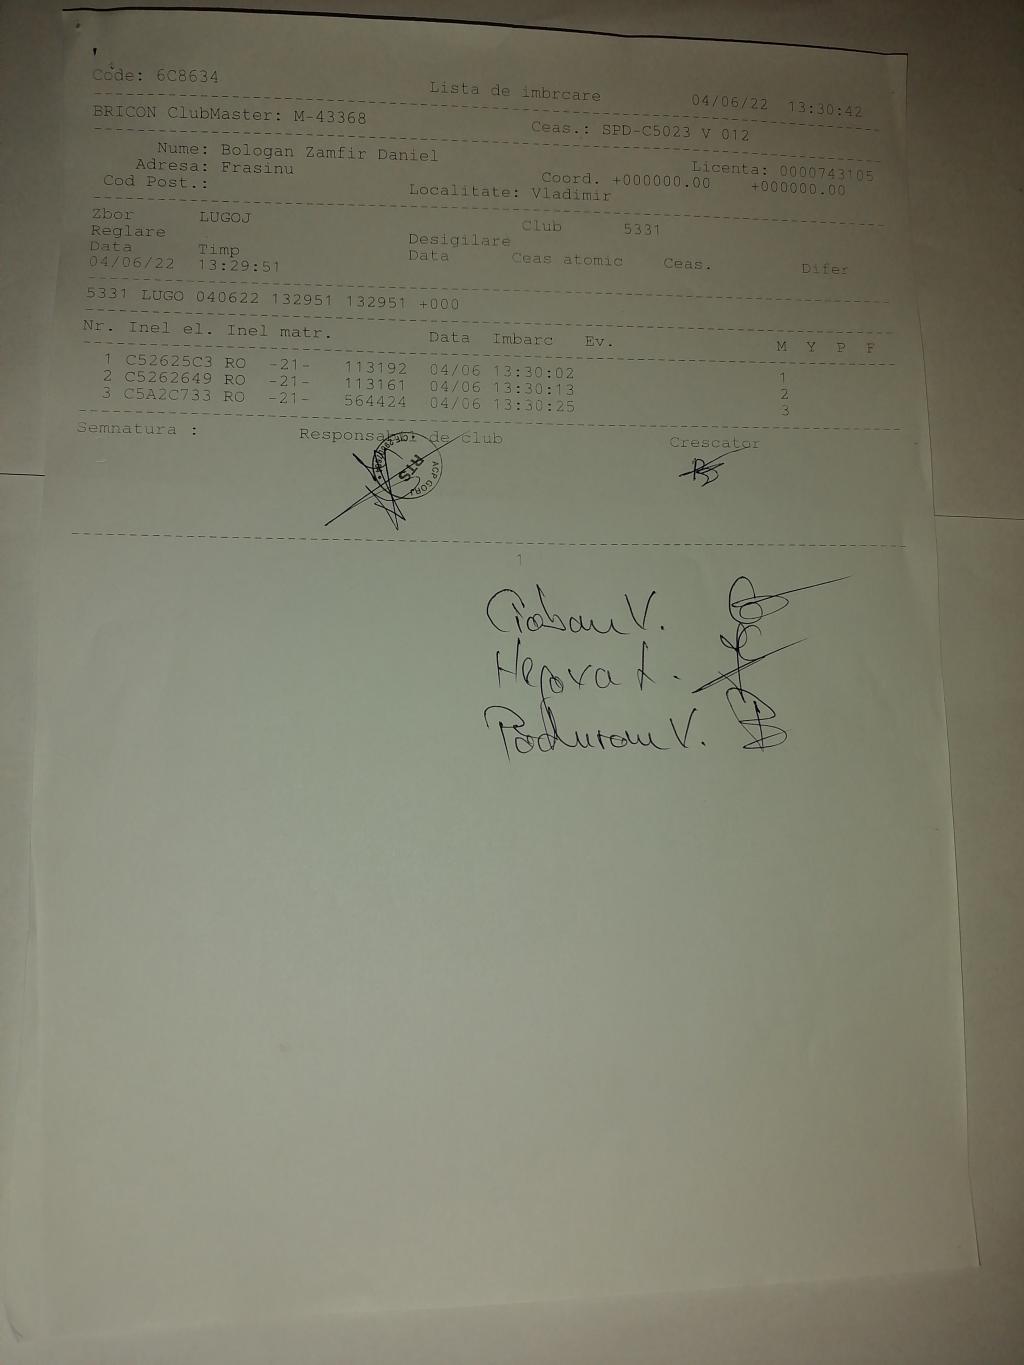 Code: 6C8634
Lista de imbrcare 04/06/22 13:30:42
BRICON ClubMaster: M-43368 Ceas.: SPD-C5023 V 012
Nume: Bologan Zamfir Daniel Licenta: 0000743105
Adresa: Frasinu Coord. +000000.00 +000000.00
Cod Post.: Localitate: Vladimir
Zbor LUGOJ Club 5331
Reglare Desigilare
Data Timp Data Ceas atomic Ceas. Difer
04/06/22 13:29:51
5331 LUGO 040622 132951 132951 +000
Nr. Inel el. Inel matr. Data Imbarc Ev. M Y P F
1 C52625C3 RO -21- 113192 04/06 13:30:02 1
2 C5262649 RO -21- 113161 04/06 13:30:13 2
3 C5A2C733 RO -21- 564424 04/06 13:30:25 3
Semnatura : Responsabil de club Crescator
RTS
ACP GORJ
1
Cioban V.
Paduraru V.